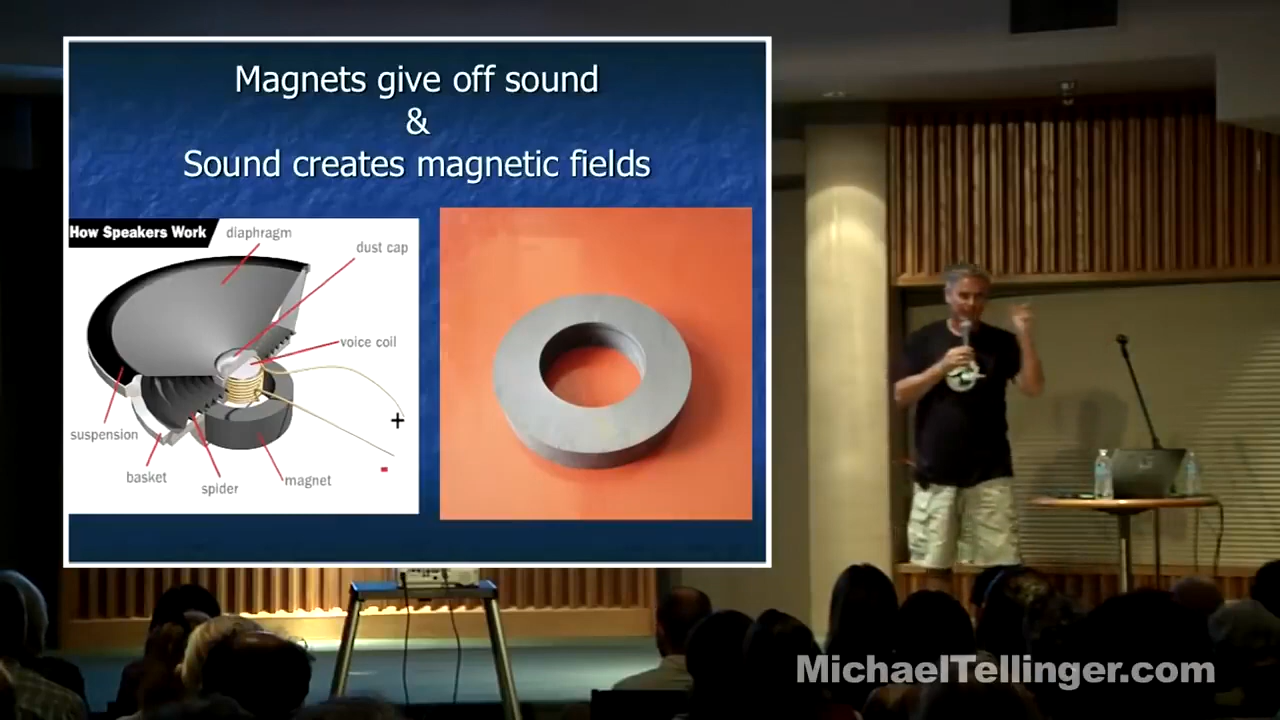 Magnets give off sound
&
Sound creates magnetic fields
How Speakers Work
diaphragm
dust cap
voice coil
+
-
suspension
basket
spider
magnet
MichaelTellinger.com